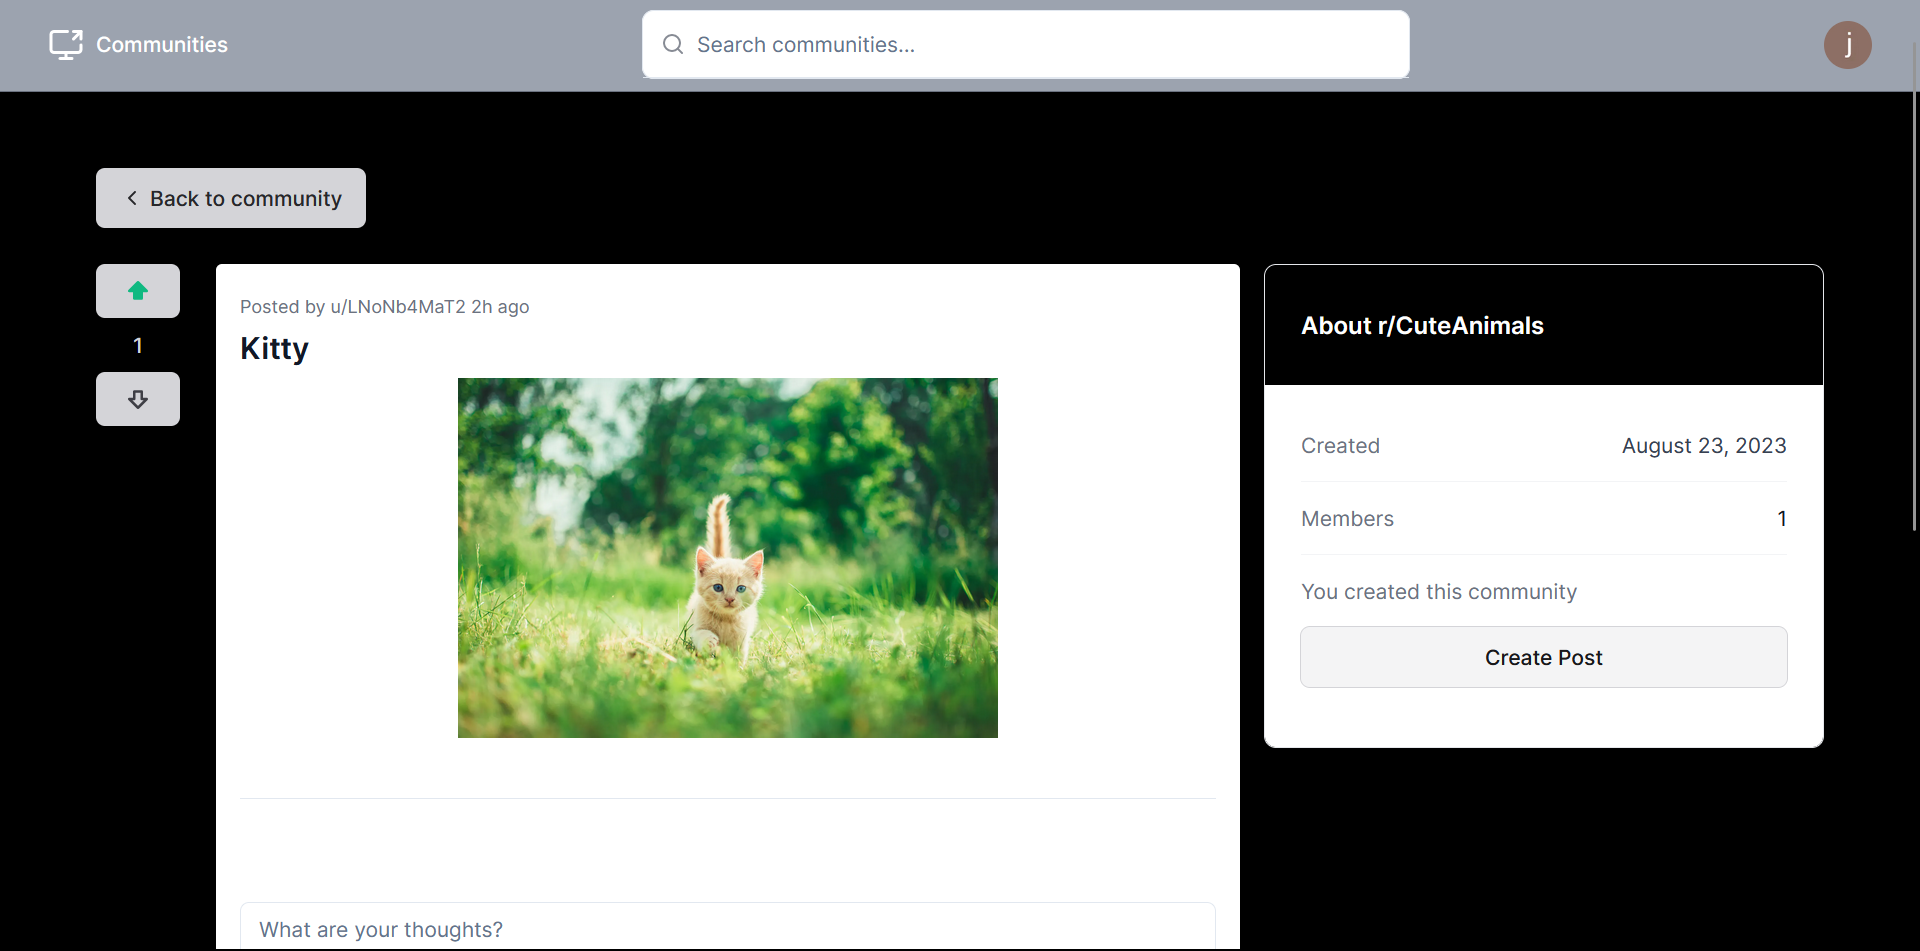 Communities
Search communities...
j
Back to community
1
Posted by u/LNoNb4MaT2 2h ago
Kitty
What are your thoughts?
About r/CuteAnimals
Created August 23, 2023
Members 1
You created this community
Create Post